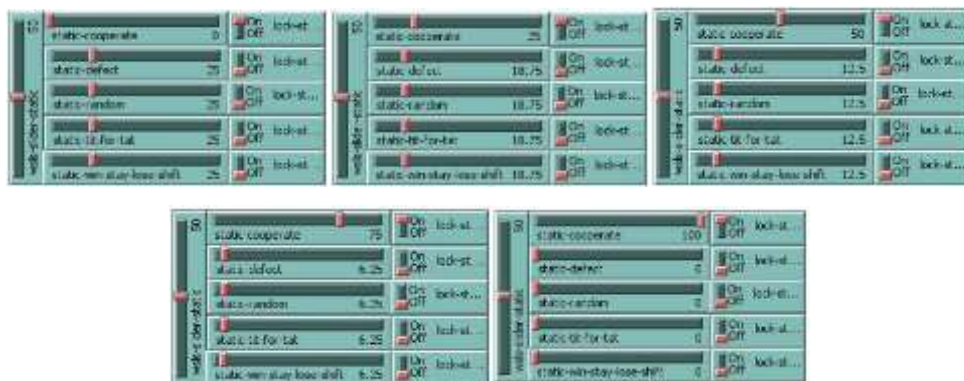 50
static-cooperate 0
On
Off
lock-st...
static-defect 25
On
Off
lock-st...
static-random 25
On
Off
lock-st...
static-tit-for-tat 25
On
Off
lock-st...
static-win-stay-lose-shift 25
On
Off
lock-st...
50
static-cooperate 25
On
Off
lock-st...
static-defect 18.75
On
Off
lock-st...
static-random 18.75
On
Off
lock-st...
static-tit-for-tat 18.75
On
Off
lock-st...
static-win-stay-lose-shift 18.75
On
Off
lock-st...
50
static-cooperate 50
On
Off
lock-st...
static-defect 12.5
On
Off
lock-st...
static-random 12.5
On
Off
lock-st...
static-tit-for-tat 12.5
On
Off
lock-st...
static-win-stay-lose-shift 12.5
On
Off
lock-st...
50
static-cooperate 75
On
Off
lock-st...
static-defect 6.25
On
Off
lock-st...
static-random 6.25
On
Off
lock-st...
static-tit-for-tat 6.25
On
Off
lock-st...
static-win-stay-lose-shift 6.25
On
Off
lock-st...
50
static-cooperate 100
On
Off
lock-st...
static-defect 0
On
Off
lock-st...
static-random 0
On
Off
lock-st...
static-tit-for-tat 0
On
Off
lock-st...
static-win-stay-lose-shift 0
On
Off
lock-st...